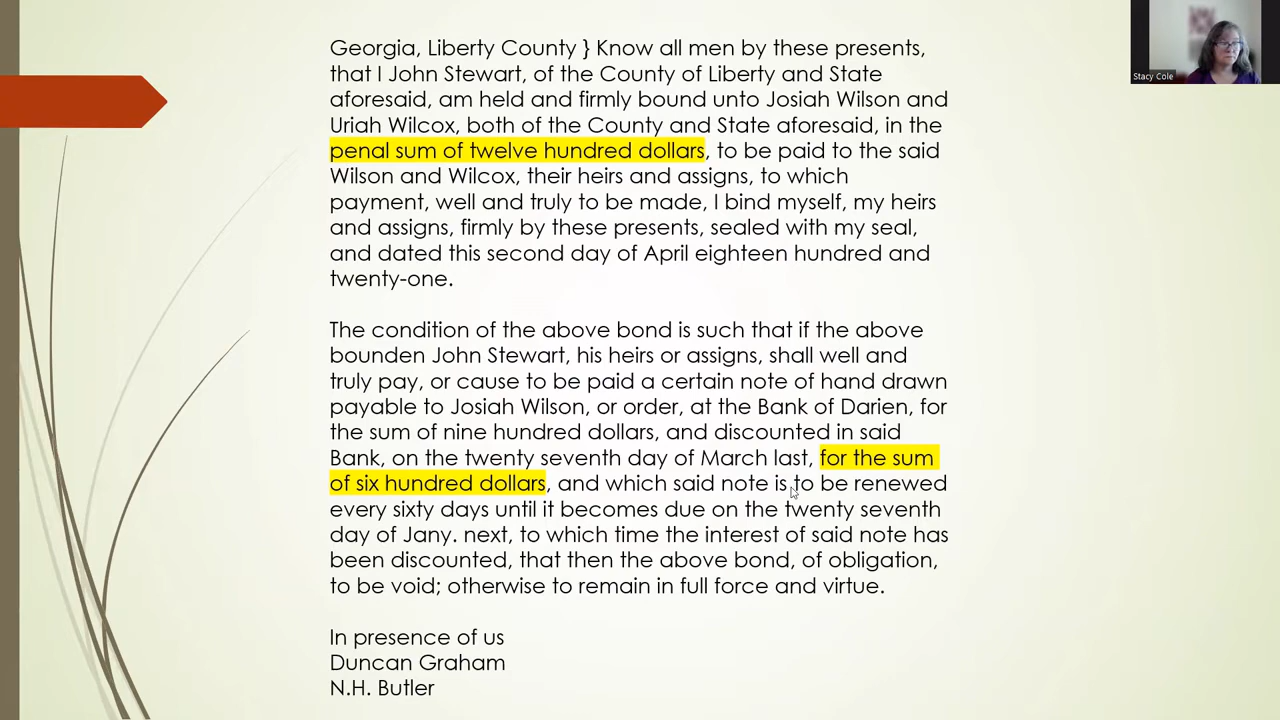 Georgia, Liberty County } Know all men by these presents,
that I John Stewart, of the County of Liberty and State
aforesaid, am held and firmly bound unto Josiah Wilson and
Uriah Wilcox, both of the County and State aforesaid, in the
penal sum of twelve hundred dollars, to be paid to the said
Wilson and Wilcox, their heirs and assigns, to which
payment, well and truly to be made, I bind myself, my heirs
and assigns, firmly by these presents, sealed with my seal,
and dated this second day of April eighteen hundred and
twenty-one.
The condition of the above bond is such that if the above
bounden John Stewart, his heirs or assigns, shall well and
truly pay, or cause to be paid a certain note of hand drawn
payable to Josiah Wilson, or order, at the Bank of Darien, for
the sum of nine hundred dollars, and discounted in said
Bank, on the twenty seventh day of March last, for the sum
of six hundred dollars, and which said note is to be renewed
every sixty days until it becomes due on the twenty seventh
day of Jany. next, to which time the interest of said note has
been discounted, that then the above bond, of obligation,
to be void; otherwise to remain in full force and virtue.
In presence of us
Duncan Graham
N.H. Butler
Stacy Cole